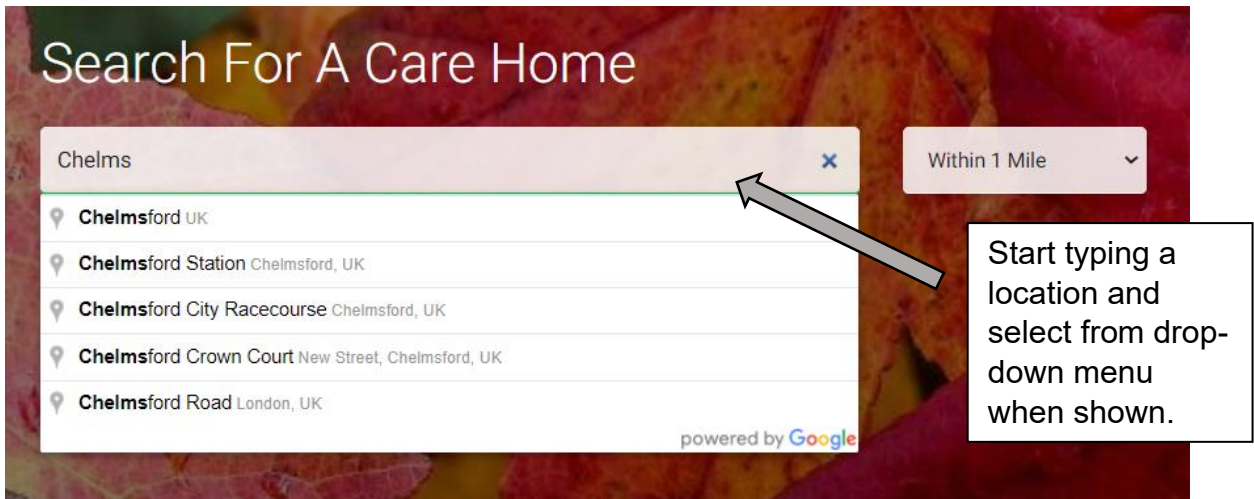 Search For A Care Home
Chelms
Within 1 Mile
Chelmsford UK
Chelmsford Station Chelmsford, UK
Chelmsford City Racecourse Chelmsford, UK
Chelmsford Crown Court New Street, Chelmsford, UK
Chelmsford Road London, UK
powered by Google
Start typing a
location and
select from drop-
down menu
when shown.